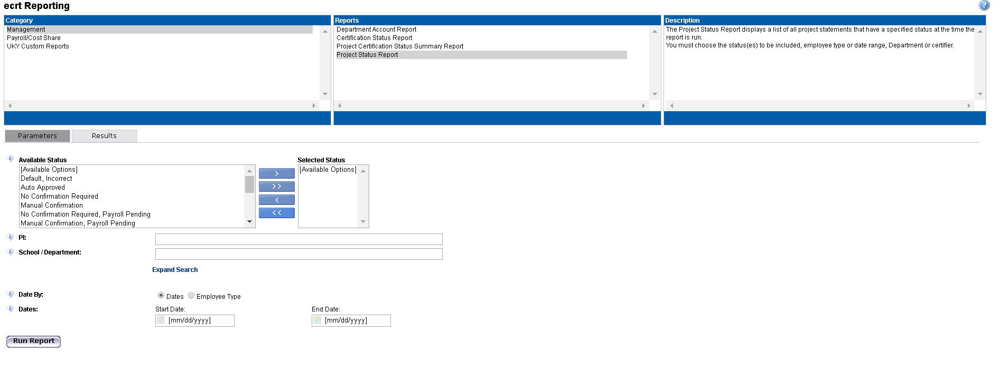 ecrt Reporting
?
Category
Management
Payroll/Cost Share
UKY Custom Reports
Reports
Department Account Report
Certification Status Report
Project Certification Status Summary Report
Project Status Report
Description
The Project Status Report displays a list of all project statements that have a specified status at the time the
report is run.
You must choose the status(es) to be included, employee type or date range, Department or certifier.
Parameters
Results
Available Status
[Available Options]
Default, Incorrect
Auto Approved
No Confirmation Required
Manual Confirmation
No Confirmation Required, Payroll Pending
Manual Confirmation, Payroll Pending
>
>>
<
<<
Selected Status
[Available Options]
PI:
School / Department:
Expand Search
Date By:
Dates
Employee Type
Dates:
Start Date:
[mm/dd/yyyy]
End Date:
[mm/dd/yyyy]
Run Report